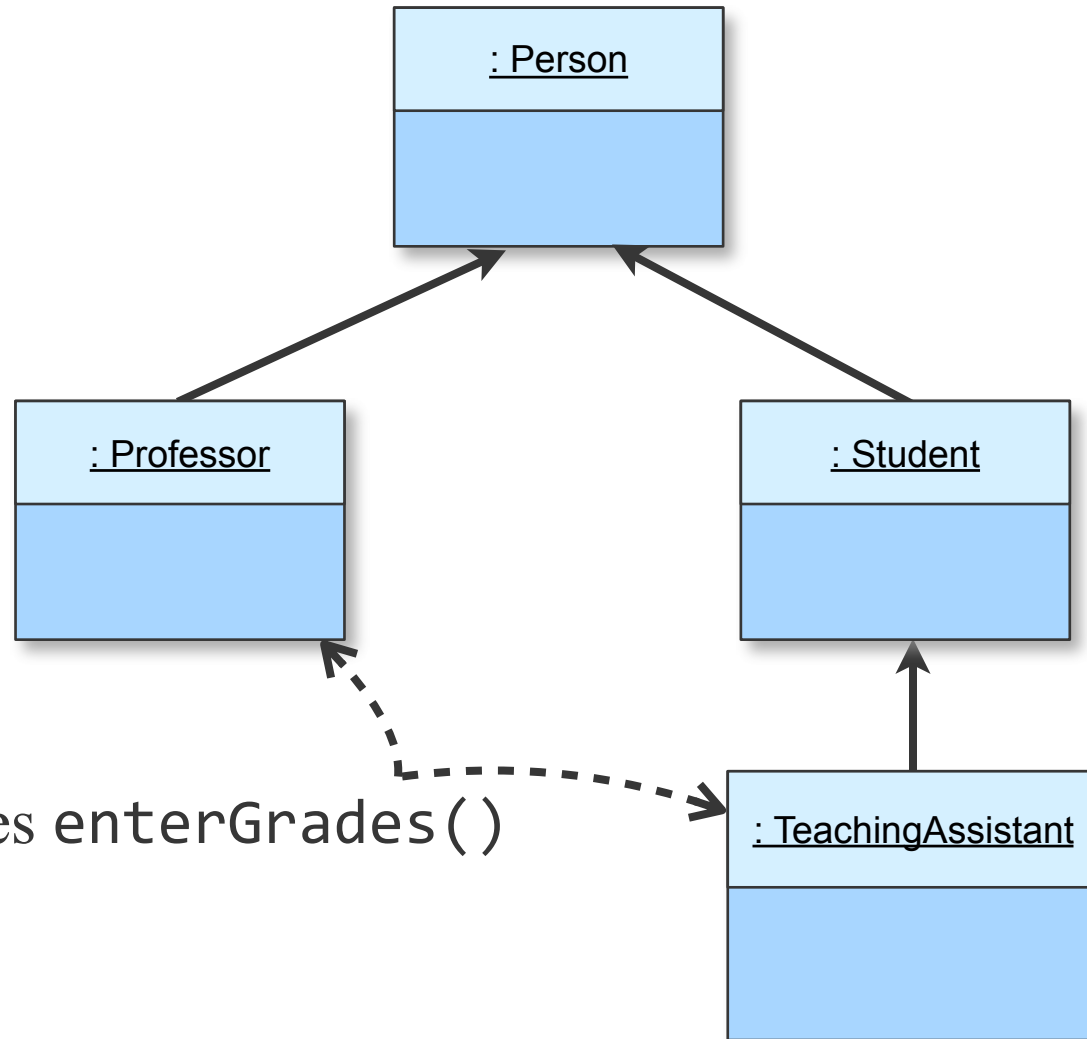 : Person
: Professor
: Student
es enterGrades()
: TeachingAssistant